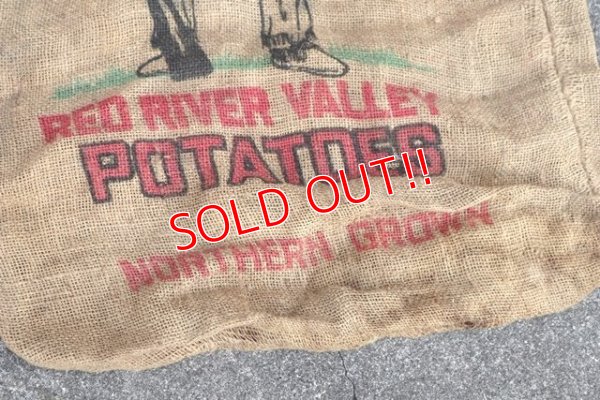 RED RIVER VALLEY
POTATOES
SOLD OUT!!
NORTHERN GROWN